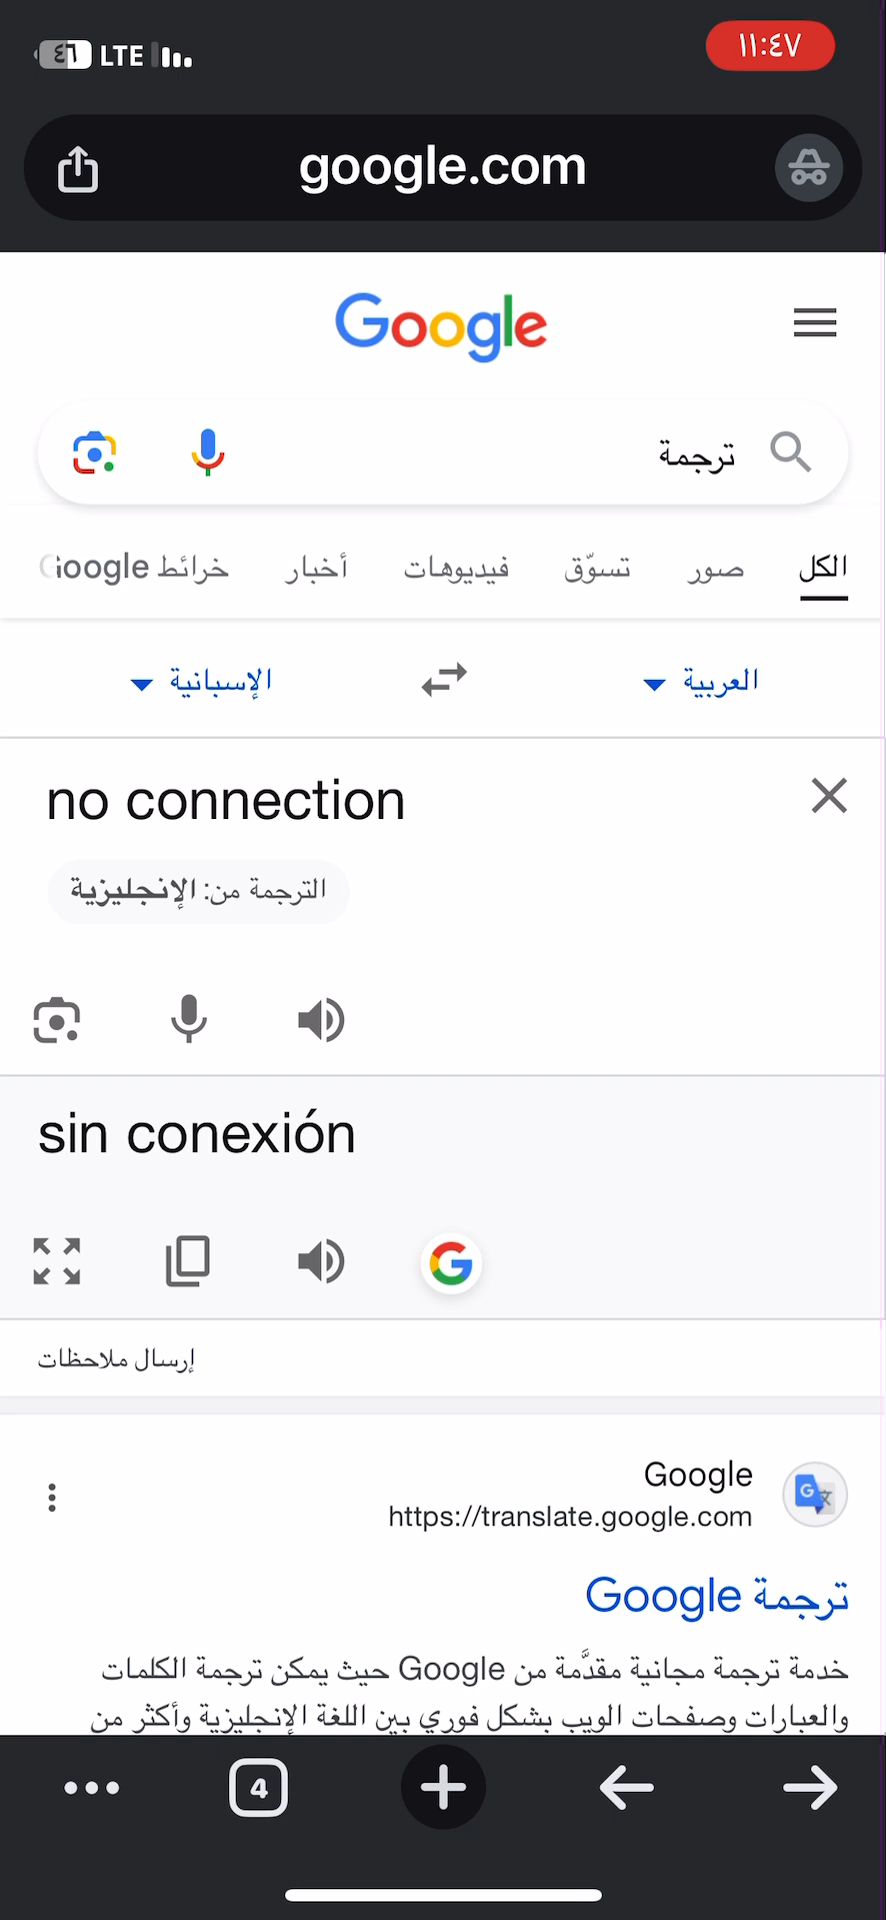 ١١:٤٧
LTE
٤٦
google.com
Google
ترجمة
الكل صور تسوّق فيديوهات أخبار خرائط Google
العربية الإسبانية
no connection
الترجمة من: الإنجليزية
sin conexión
إرسال ملاحظات
Google
https://translate.google.com
ترجمة Google
خدمة ترجمة مجانية مقدَّمة من Google حيث يمكن ترجمة الكلمات
والعبارات وصفحات الويب بشكل فوري بين اللغة الإنجليزية وأكثر من
4